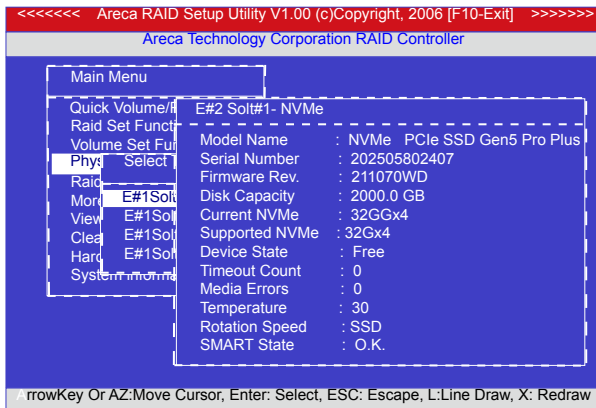 <<<<<<< Areca RAID Setup Utility V1.00 (c)Copyright, 2006 [F10-Exit] >>>>>>>
Areca Technology Corporation RAID Controller
Main Menu
Quick Volume/
Raid Set Funct
Volume Set Fu
Phys
Raid
More
View
Clea
Hard
System Informa
Select
E#1Solt
E#1Sol
E#1Sol
E#1Sol
E#2 Solt#1- NVMe
Model Name : NVMe PCIe SSD Gen5 Pro Plus
Serial Number : 202505802407
Firmware Rev. : 211070WD
Disk Capacity : 2000.0 GB
Current NVMe : 32GGx4
Supported NVMe : 32Gx4
Device State : Free
Timeout Count : 0
Media Errors : 0
Temperature : 30
Rotation Speed : SSD
SMART State : O.K.
ArrowKey Or AZ:Move Cursor, Enter: Select, ESC: Escape, L:Line Draw, X: Redraw